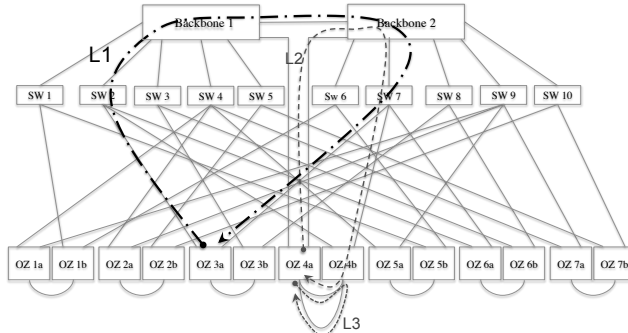 Backbone 1 Backbone 2
L1 L2
SW 1 SW 2 SW 3 SW 4 SW 5 Sw 6 SW 7 SW 8 SW 9 SW 10
OZ 1a OZ 1b OZ 2a OZ 2b OZ 3a OZ 3b OZ 4a OZ 4b OZ 5a OZ 5b OZ 6a OZ 6b OZ 7a OZ 7b
L3